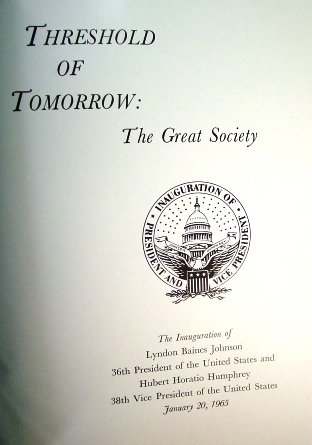 THRESHOLD
OF
TOMORROW:
The Great Society
INAUGURATION OF
PRESIDENT AND VICE PRESIDENT
The Inauguration of
Lyndon Baines Johnson
36th President of the United States and
Hubert Horatio Humphrey
38th Vice President of the United States
January 20, 1965